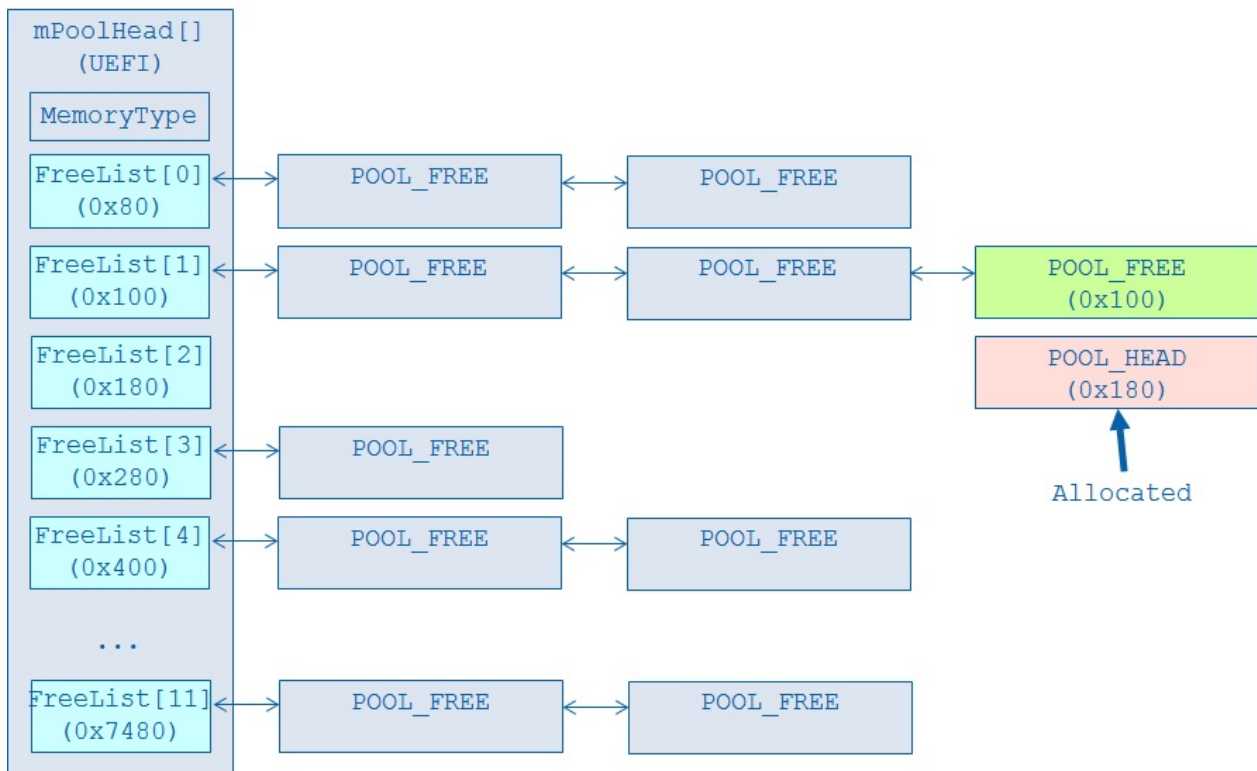 mPoolHead[]
(UEFI)
MemoryType
FreeList[0]
(0x80)
POOL_FREE
POOL_FREE
FreeList[1]
(0x100)
POOL_FREE
POOL_FREE
POOL_FREE
(0x100)
FreeList[2]
(0x180)
POOL_HEAD
(0x180)
FreeList[3]
(0x280)
POOL_FREE
Allocated
FreeList[4]
(0x400)
POOL_FREE
POOL_FREE
...
FreeList[11]
(0x7480)
POOL_FREE
POOL_FREE